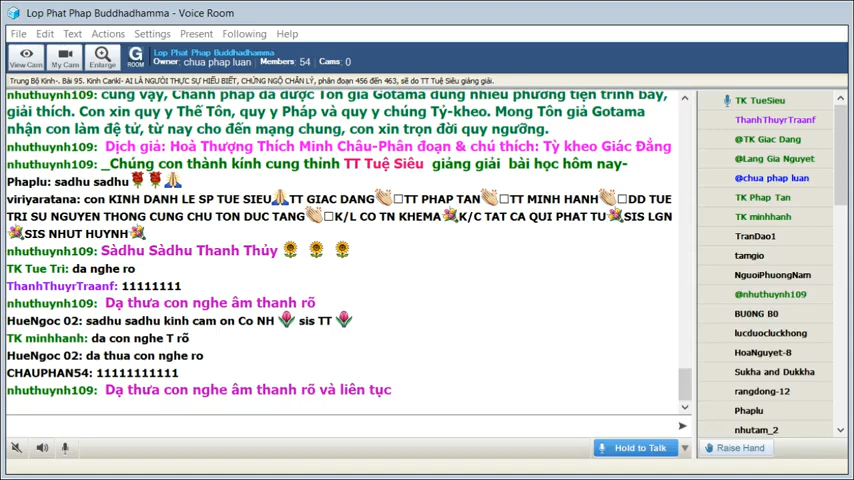 Lop Phat Phap Buddhadhamma - Voice Room
File Edit Text Actions Settings Present Following Help
View Cam My Cam Enlarge G ROOM
Lop Phat Phap Buddhadhamma
Owner: chua phap luan Members: 54 Cams: 0
Trung Bộ Kinh-. Bài 95. Kinh Cankī- AI LÀ NGƯỜI THỰC SỰ HIỂU BIẾT, CHỨNG NGỘ CHÂN LÝ, phân đoạn 456 đến 463, sẽ do TT Tuệ Siêu giảng giải.
nhuthuynh109: cũng vậy, Chánh pháp đã được Tôn giả Gotama dùng nhiều phương tiện trình bày,
giải thích. Con xin quy y Thế Tôn, quy y Pháp và quy y chúng Tỷ-kheo. Mong Tôn giả Gotama
nhận con làm đệ tử, từ nay cho đến mạng chung, con xin trọn đời quy ngưỡng.
nhuthuynh109: Dịch giả: Hoà Thượng Thích Minh Châu-Phân đoạn & chú thích: Tỳ kheo Giác Đẳng
nhuthuynh109: _Chúng con thành kính cung thỉnh TT Tuệ Siêu giảng giải bài học hôm nay-
Phaplu: sadhu sadhu
viriyaratana: con KINH DANH LE SP TUE SIEU TT GIAC DANG TT PHAP TAN TT MINH HANH DD TUE
TRI SU NGUYEN THONG CUNG CHU TON DUC TANG K/L CO TN KHEMA K/C TAT CA QUI PHAT TU SIS LGN
SIS NHUT HUYNH
nhuthuynh109: Sàdhu Sàdhu Thanh Thủy
TK Tue Tri: da nghe ro
ThanhThuyrTraanf: 11111111
nhuthuynh109: Dạ thưa con nghe âm thanh rõ
HueNgoc 02: sadhu sadhu kình cam on Co NH sis TT
TK minhhanh: da con nghe T rõ
HueNgoc 02: da thua con nghe ro
CHAUPHAN54: 11111111111
nhuthuynh109: Dạ thưa con nghe âm thanh rõ và liên tục
Hold to Talk Raise Hand
TK TueSieu
ThanhThuyrTraanf
@TK Giac Dang
@Lang Gia Nguyet
@chua phap luan
TK Phap Tan
TK minhhanh
TranDao1
tamgio
NguoiPhuongNam
@nhuthuynh109
BU0NG B0
lucduocluckhong
HoaNguyet-8
Sukha and Dukkha
rangdong-12
Phaplu
nhutam_2